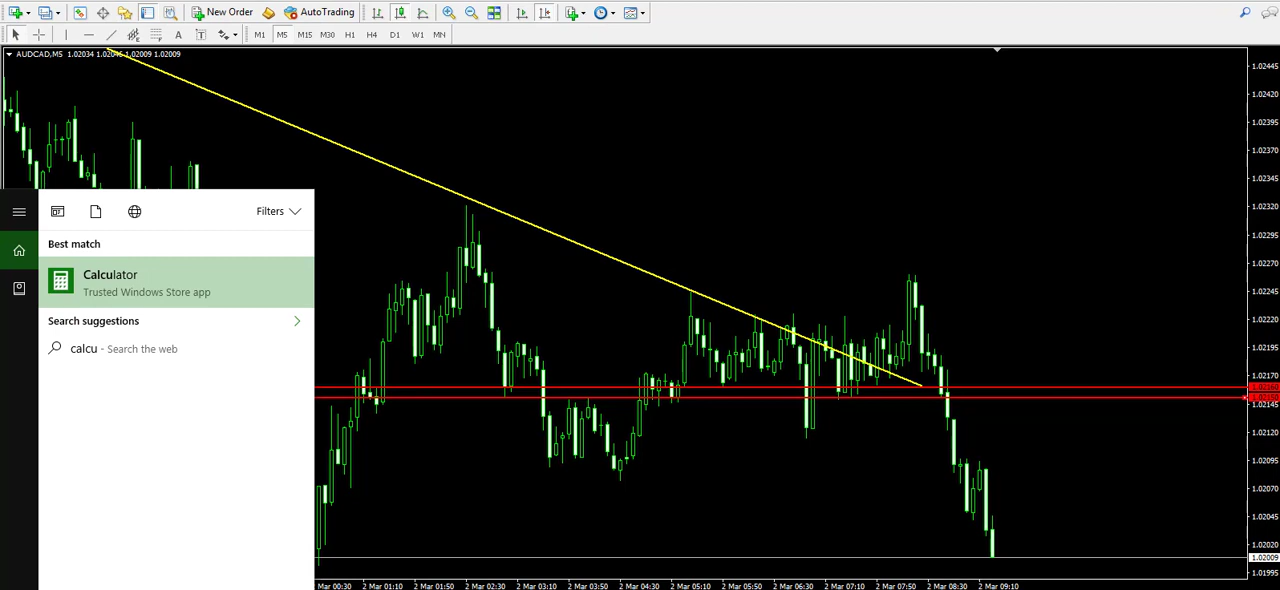 New Order AutoTrading
A T
M1 M5 M15 M30 H1 H4 D1 W1 MN
AUDCAD,M5 1.02034 1.02045 1.02009 1.02009
1.02445
1.02420
1.02395
1.02370
1.02345
1.02320
1.02295
1.02270
1.02245
1.02220
1.02195
1.02170
1.02160
1.02145
1.02120
1.02095
1.02070
1.02045
1.02020
1.02009
1.01995
Filters
Best match
Calculator
Trusted Windows Store app
Search suggestions
calcu - Search the web
Mar 00:30 2 Mar 01:10 2 Mar 01:50 2 Mar 02:30 2 Mar 03:10 2 Mar 03:50 2 Mar 04:30 2 Mar 05:10 2 Mar 05:50 2 Mar 06:30 2 Mar 07:10 2 Mar 07:50 2 Mar 08:30 2 Mar 09:10